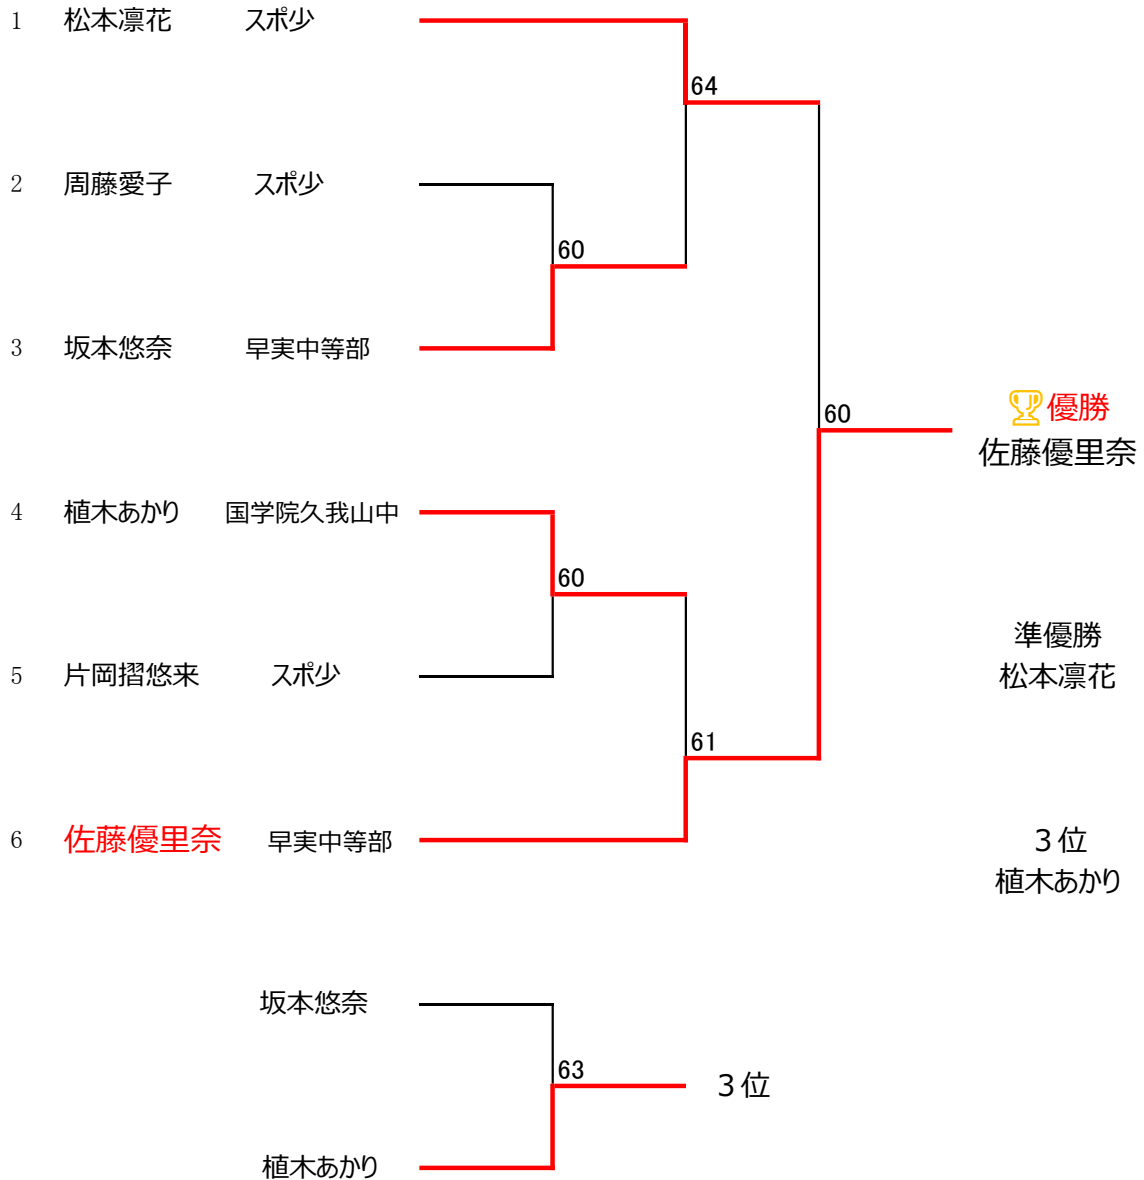 1 松本凛花 スポ少
64
2 周藤愛子 スポ少
60
3 坂本悠奈 早実中等部
優勝
60
佐藤優里奈
4 植木あかり 国学院久我山中
60
準優勝
5 片岡摺悠来 スポ少
松本凛花
61
6 佐藤優里奈 早実中等部
３位
植木あかり
坂本悠奈
63
３位
植木あかり